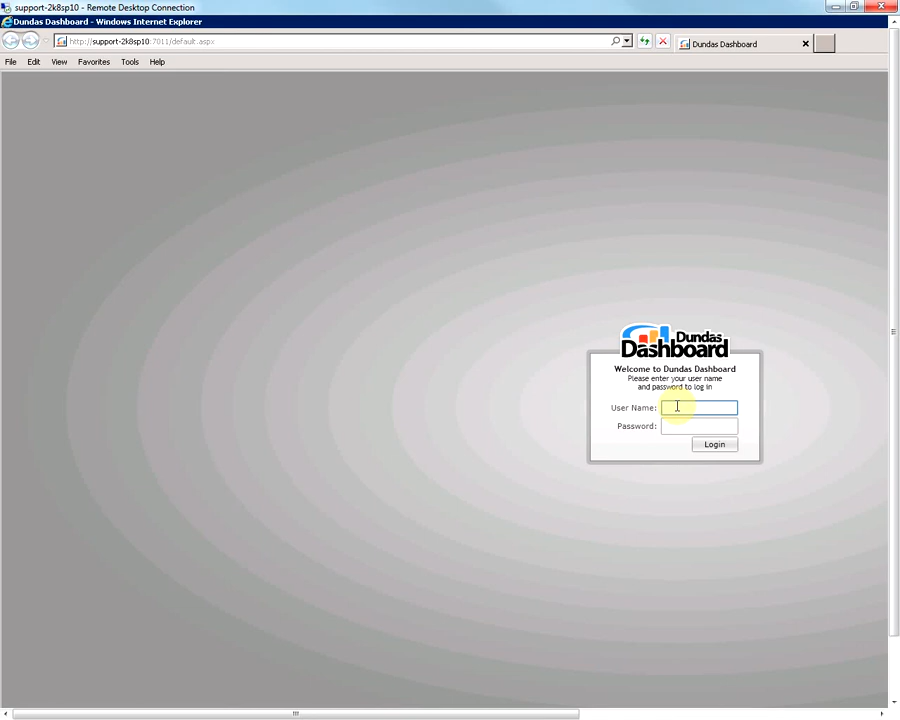 support-2k8sp10 - Remote Desktop Connection
Dundas Dashboard - Windows Internet Explorer
http://support-2k8sp10:7011/default.aspx
Dundas Dashboard
File Edit View Favorites Tools Help
Dundas
Dashboard
Welcome to Dundas Dashboard
Please enter your user name
and password to log in
User Name:
Password:
Login